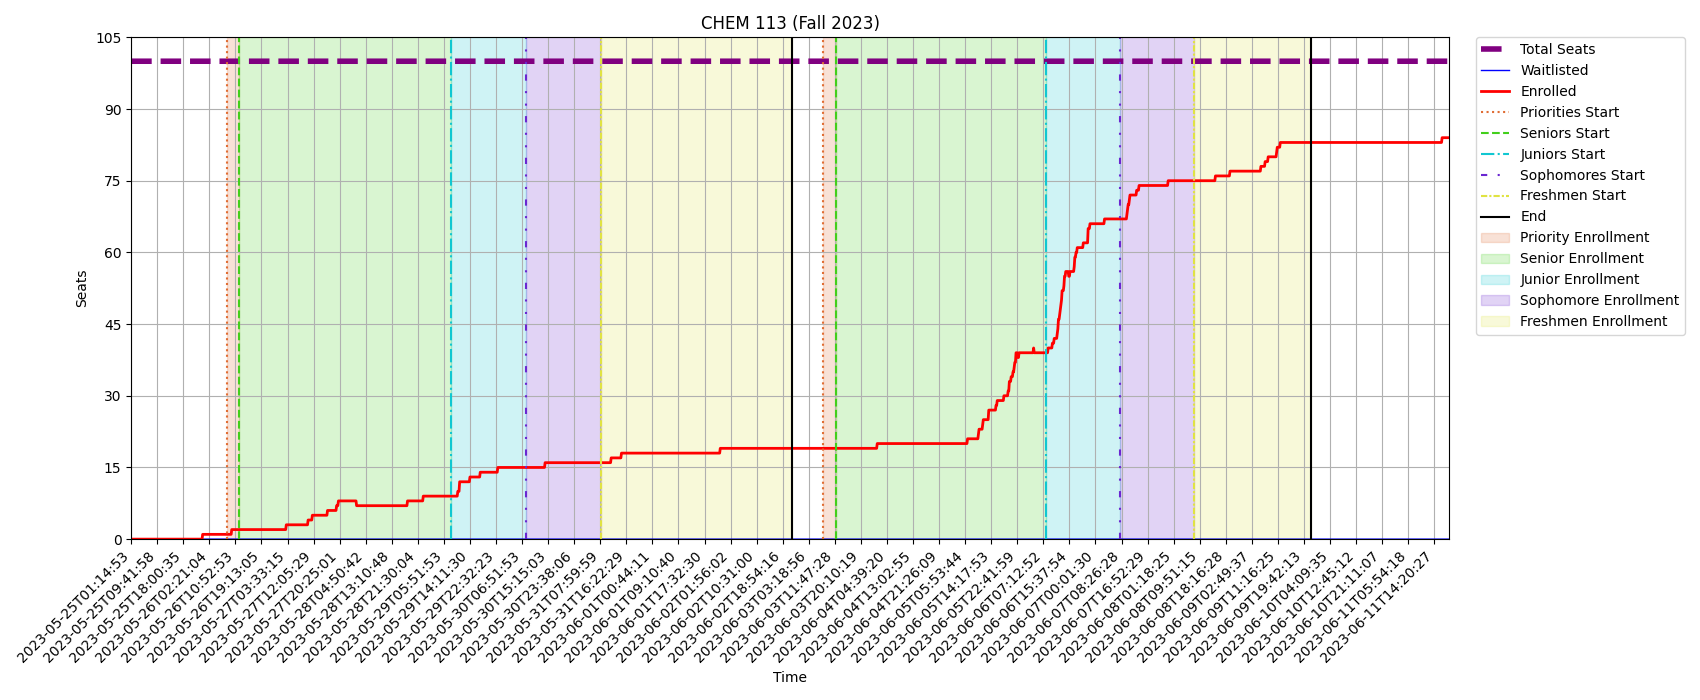 CHEM 113 (Fall 2023)
105
90
75
60
45
30
15
0
Seats
2023-05-25T01:14:53
2023-05-25T09:41:58
2023-05-25T18:00:35
2023-05-26T02:21:04
2023-05-26T10:52:53
2023-05-26T19:13:05
2023-05-27T03:33:15
2023-05-27T12:05:29
2023-05-27T20:25:01
2023-05-28T04:50:42
2023-05-28T13:10:48
2023-05-28T21:30:04
2023-05-29T05:51:53
2023-05-29T14:11:30
2023-05-29T22:32:23
2023-05-30T06:51:53
2023-05-30T15:15:03
2023-05-30T23:38:06
2023-05-31T07:59:59
2023-05-31T16:22:29
2023-06-01T00:44:11
2023-06-01T09:10:40
2023-06-01T17:32:30
2023-06-02T01:56:02
2023-06-02T10:31:00
2023-06-02T18:54:16
2023-06-03T03:18:56
2023-06-03T11:47:28
2023-06-03T20:10:19
2023-06-04T04:39:20
2023-06-04T13:02:55
2023-06-04T21:26:09
2023-06-05T05:53:44
2023-06-05T14:17:53
2023-06-05T22:41:59
2023-06-06T07:12:52
2023-06-06T15:37:54
2023-06-07T00:01:30
2023-06-07T08:26:28
2023-06-07T16:52:29
2023-06-08T01:18:25
2023-06-08T09:51:15
2023-06-08T18:16:28
2023-06-09T02:49:37
2023-06-09T11:16:25
2023-06-09T19:42:13
2023-06-10T04:09:35
2023-06-10T12:45:12
2023-06-10T21:11:07
2023-06-11T05:54:18
2023-06-11T14:20:27
Time
Total Seats
Waitlisted
Enrolled
Priorities Start
Seniors Start
Juniors Start
Sophomores Start
Freshmen Start
End
Priority Enrollment
Senior Enrollment
Junior Enrollment
Sophomore Enrollment
Freshmen Enrollment